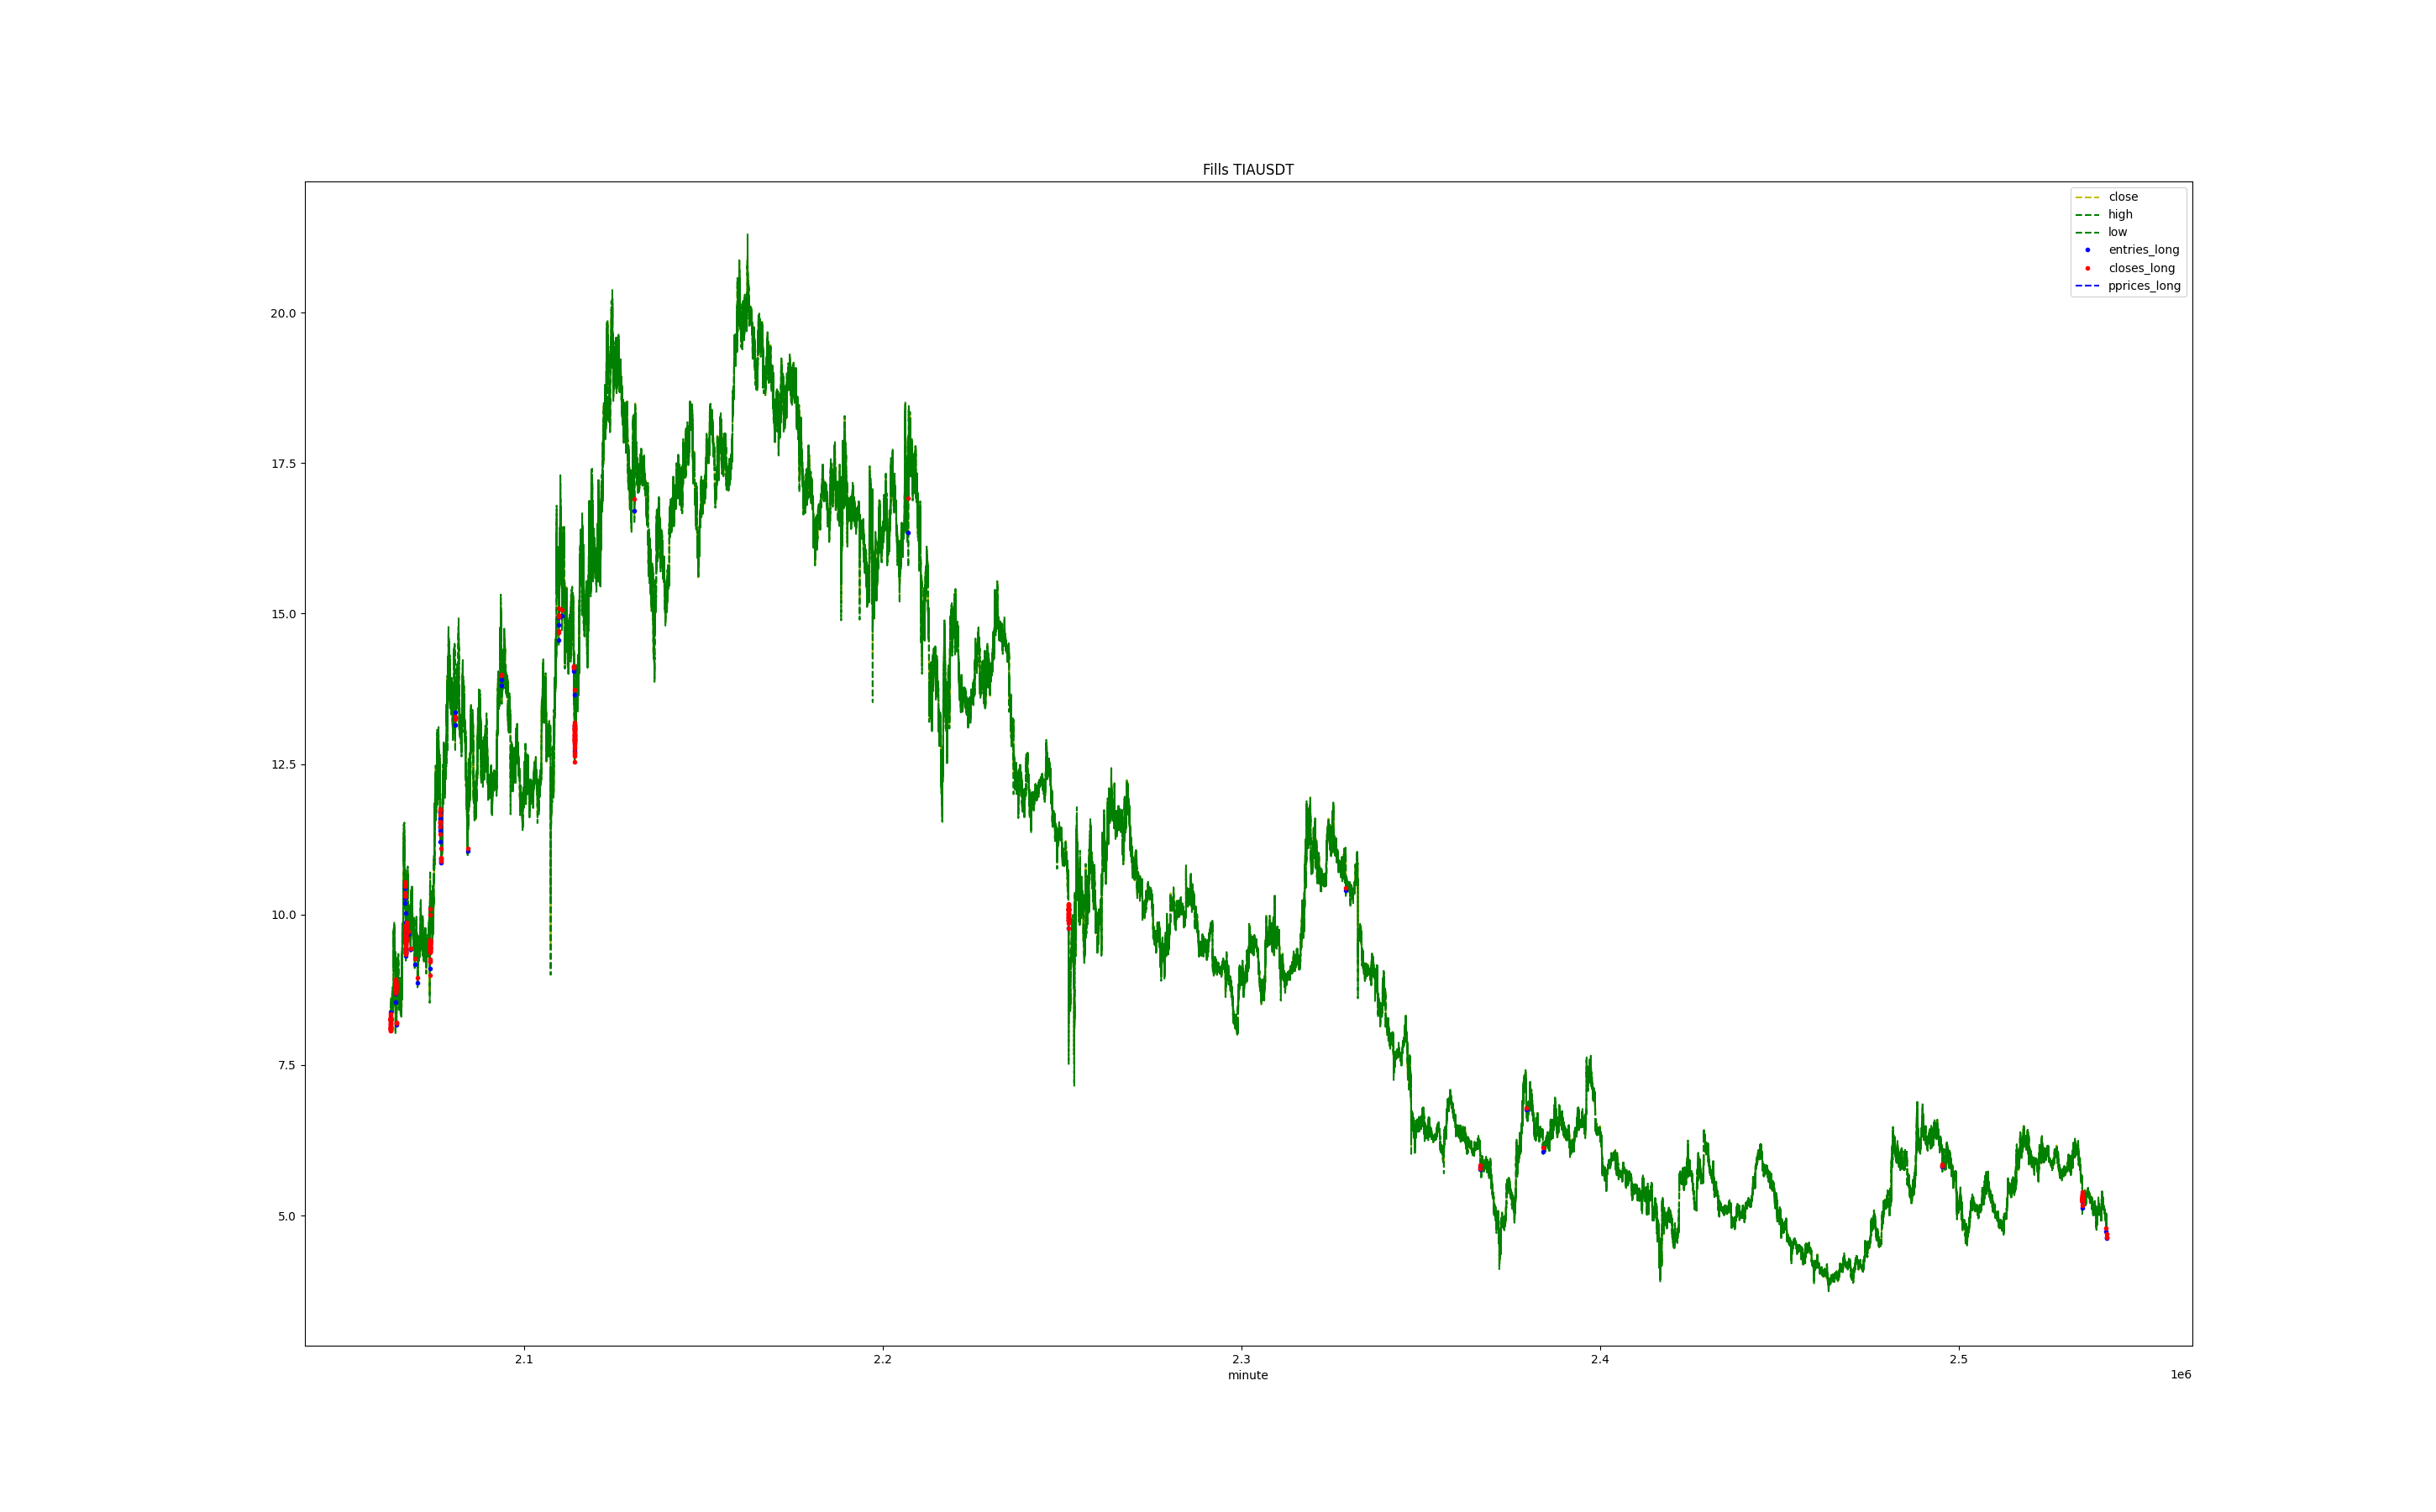 Fills TIAUSDT
close
high
low
entries_long
closes_long
pprices_long
20.0
17.5
15.0
12.5
10.0
7.5
5.0
2.1 2.2 2.3 2.4 2.5
minute
1e6